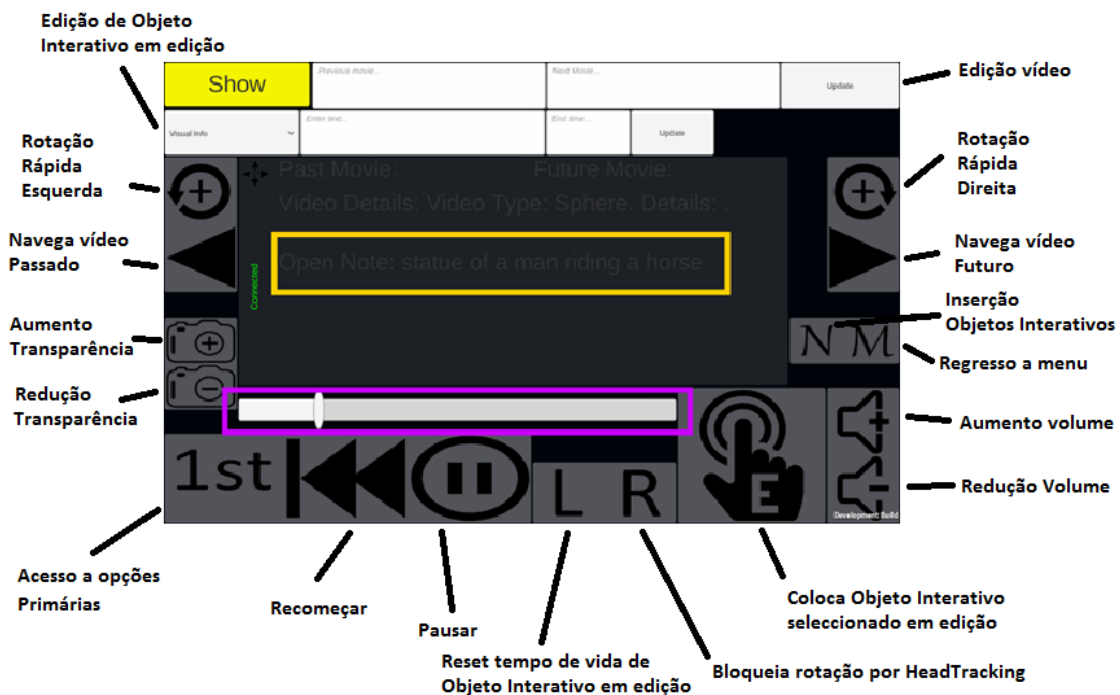 Edição de Objeto
Interativo em edição
Show
Previous movie...
Next Movie...
Update
Edição vídeo
Visual Info
Enter text...
End time...
Update
Rotação
Rápida
Esquerda
Rotação
Rápida
Direita
Past Movie:
Future Movie:
Video Details: Video Type: Sphere. Details: .
Navega vídeo
Passado
Open Note: statue of a man riding a horse
Connected
Navega vídeo
Futuro
Inserção
Objetos Interativos
Aumento
Transparência
N M
Regresso a menu
Redução
Transparência
Aumento volume
1st
L R
E
Redução Volume
Development Build
Acesso a opções
Primárias
Recomeçar
Pausar
Coloca Objeto Interativo
seleccionado em edição
Reset tempo de vida de
Objeto Interativo em edição
Bloqueia rotação por HeadTracking